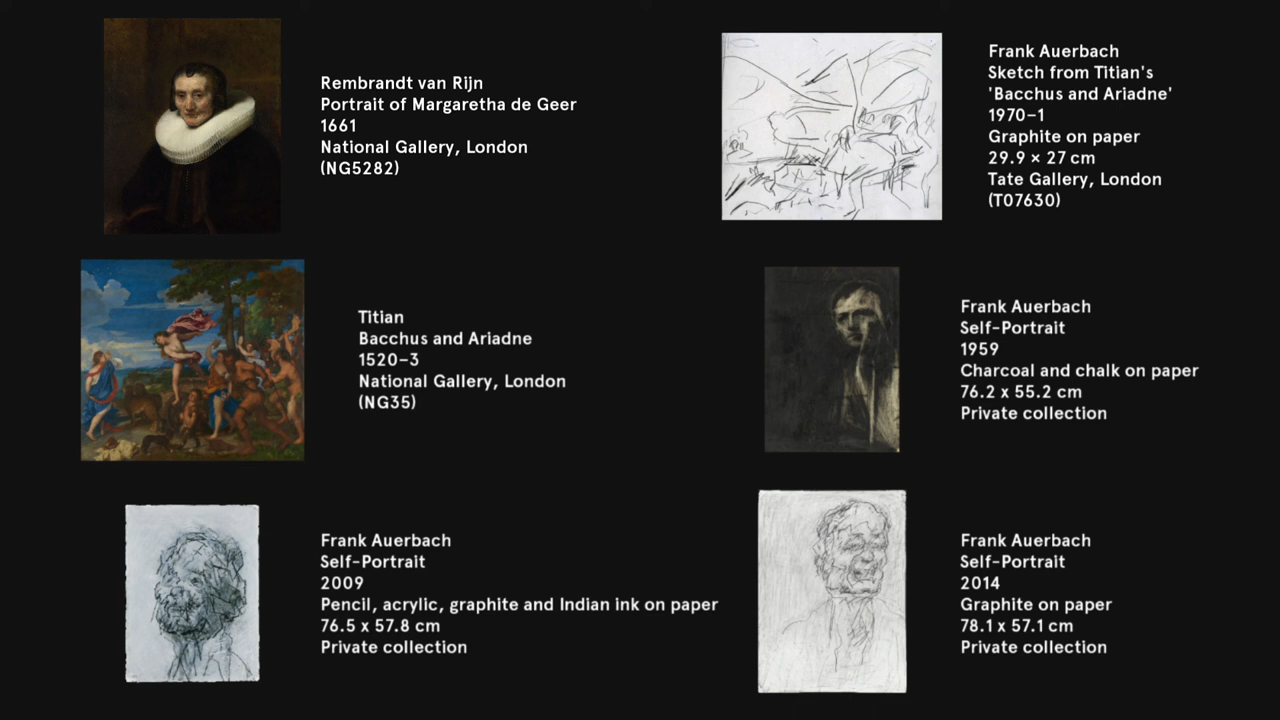 Rembrandt van Rijn
Portrait of Margaretha de Geer
1661
National Gallery, London
(NG5282)
Frank Auerbach
Sketch from Titian's
'Bacchus and Ariadne'
1970–1
Graphite on paper
29.9 × 27 cm
Tate Gallery, London
(T07630)
Titian
Bacchus and Ariadne
1520–3
National Gallery, London
(NG35)
Frank Auerbach
Self-Portrait
1959
Charcoal and chalk on paper
76.2 x 55.2 cm
Private collection
Frank Auerbach
Self-Portrait
2009
Pencil, acrylic, graphite and Indian ink on paper
76.5 x 57.8 cm
Private collection
Frank Auerbach
Self-Portrait
2014
Graphite on paper
78.1 x 57.1 cm
Private collection